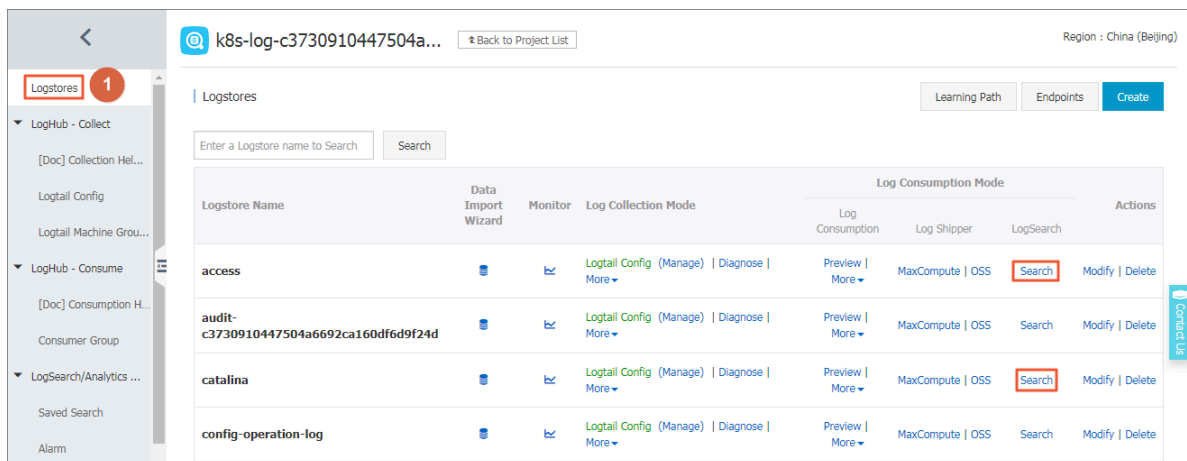 k8s-log-c3730910447504a...
Back to Project List
Region : China (Beijing)
Logstores
1
LogHub - Collect
[Doc] Collection Hel...
Logtail Config
Logtail Machine Grou...
LogHub - Consume
[Doc] Consumption H...
Consumer Group
LogSearch/Analytics ...
Saved Search
Alarm
Logstores
Learning Path
Endpoints
Create
Enter a Logstore name to Search
Search
Logstore Name
Data
Import
Wizard
Monitor
Log Collection Mode
Log Consumption Mode
Log
Consumption
Log Shipper
LogSearch
Actions
access
Logtail Config (Manage) | Diagnose |
More
Preview |
More
MaxCompute | OSS
Search
Modify | Delete
audit-
c3730910447504a6692ca160df6d9f24d
Logtail Config (Manage) | Diagnose |
More
Preview |
More
MaxCompute | OSS
Search
Modify | Delete
catalina
Logtail Config (Manage) | Diagnose |
More
Preview |
More
MaxCompute | OSS
Search
Modify | Delete
config-operation-log
Logtail Config (Manage) | Diagnose |
More
Preview |
More
MaxCompute | OSS
Search
Modify | Delete
Contact Us